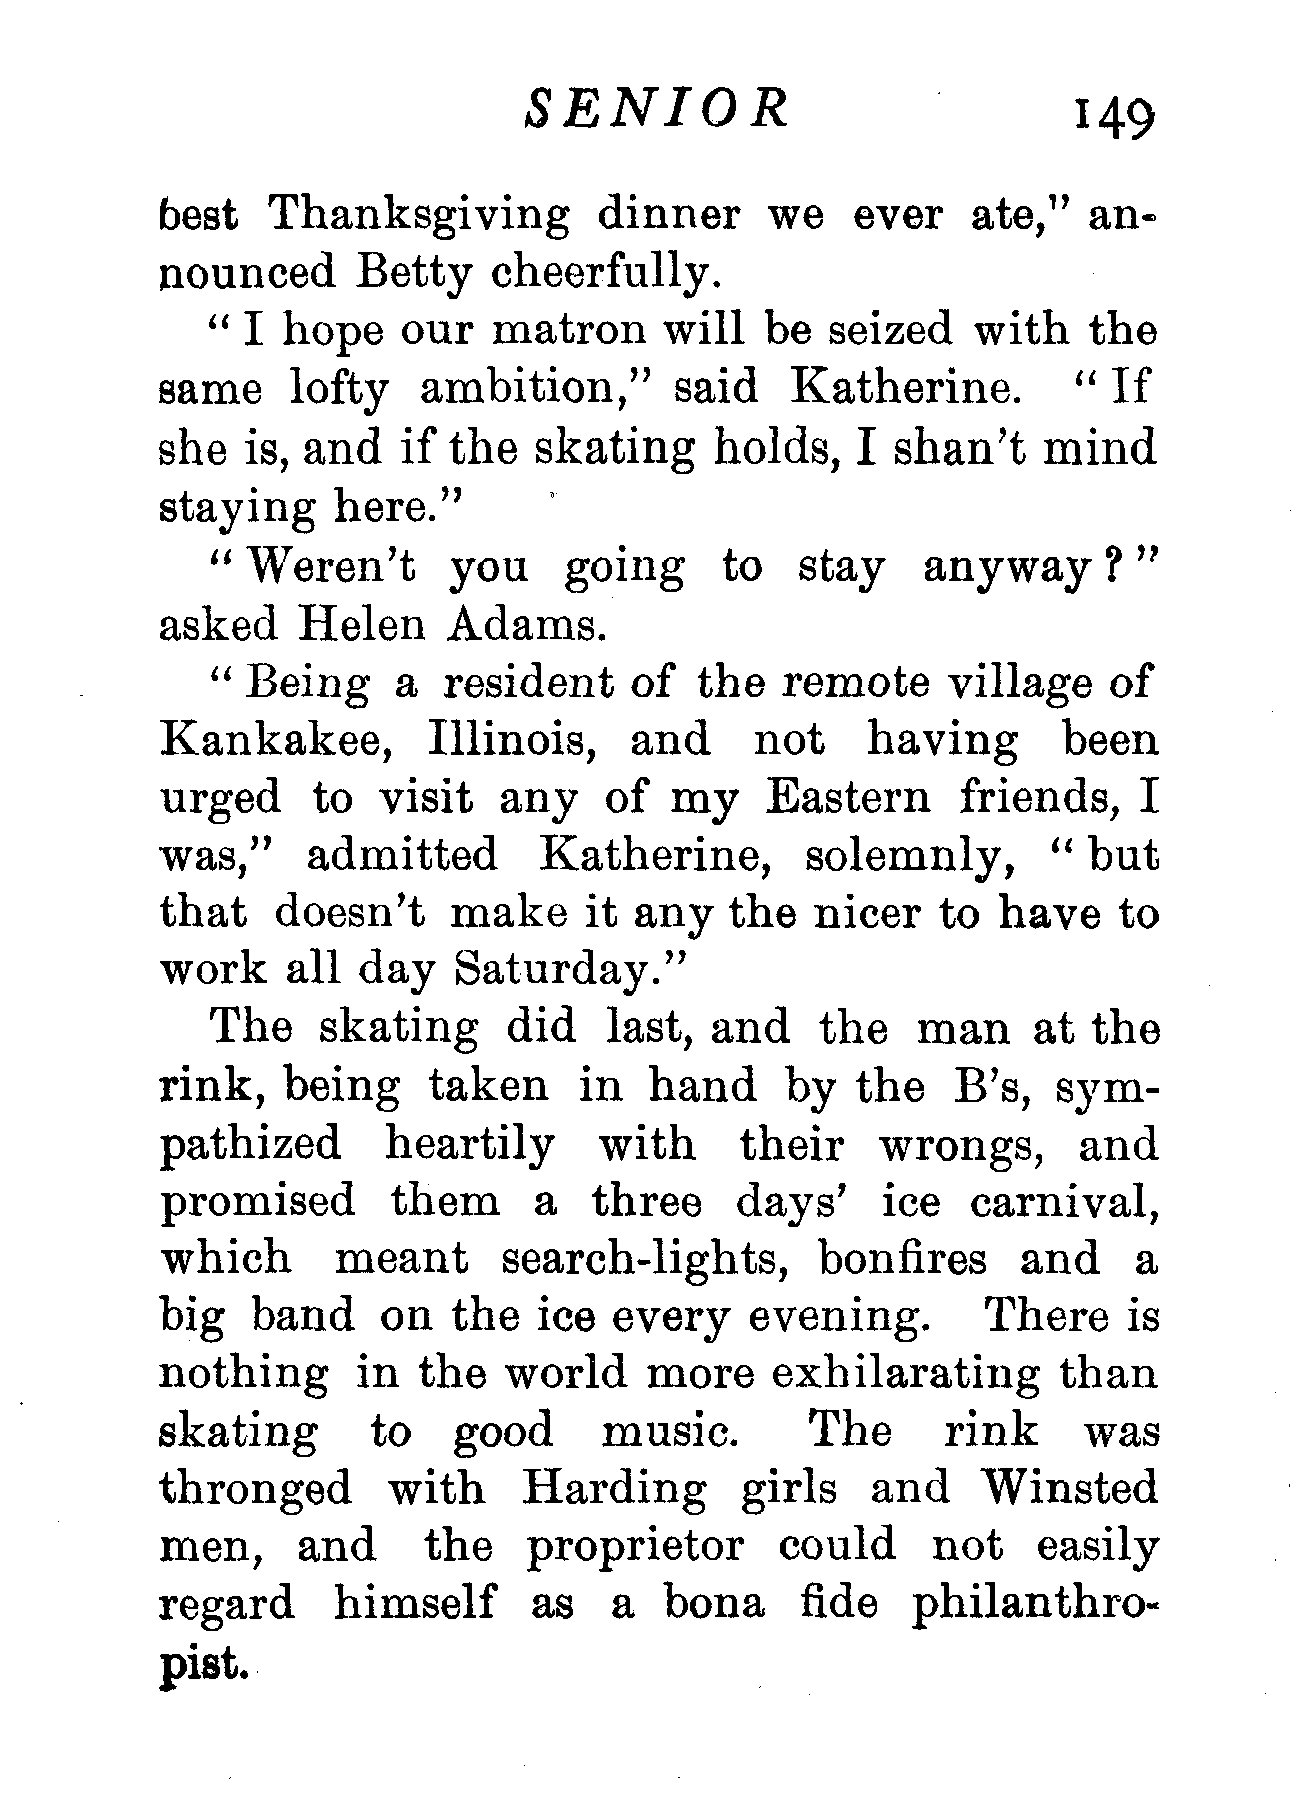 SENIOR 149
best Thanksgiving dinner we ever ate," an-
nounced Betty cheerfully.
" I hope our matron will be seized with the
same lofty ambition," said Katherine. " If
she is, and if the skating holds, I shan't mind
staying here."
" Weren't you going to stay anyway ? "
asked Helen Adams.
" Being a resident of the remote village of
Kankakee, Illinois, and not having been
urged to visit any of my Eastern friends, I
was," admitted Katherine, solemnly, " but
that doesn't make it any the nicer to have to
work all day Saturday."
The skating did last, and the man at the
rink, being taken in hand by the B's, sym-
pathized heartily with their wrongs, and
promised them a three days' ice carnival,
which meant search-lights, bonfires and a
big band on the ice every evening. There is
nothing in the world more exhilarating than
skating to good music. The rink was
thronged with Harding girls and Winsted
men, and the proprietor could not easily
regard himself as a bona fide philanthro-
pist.